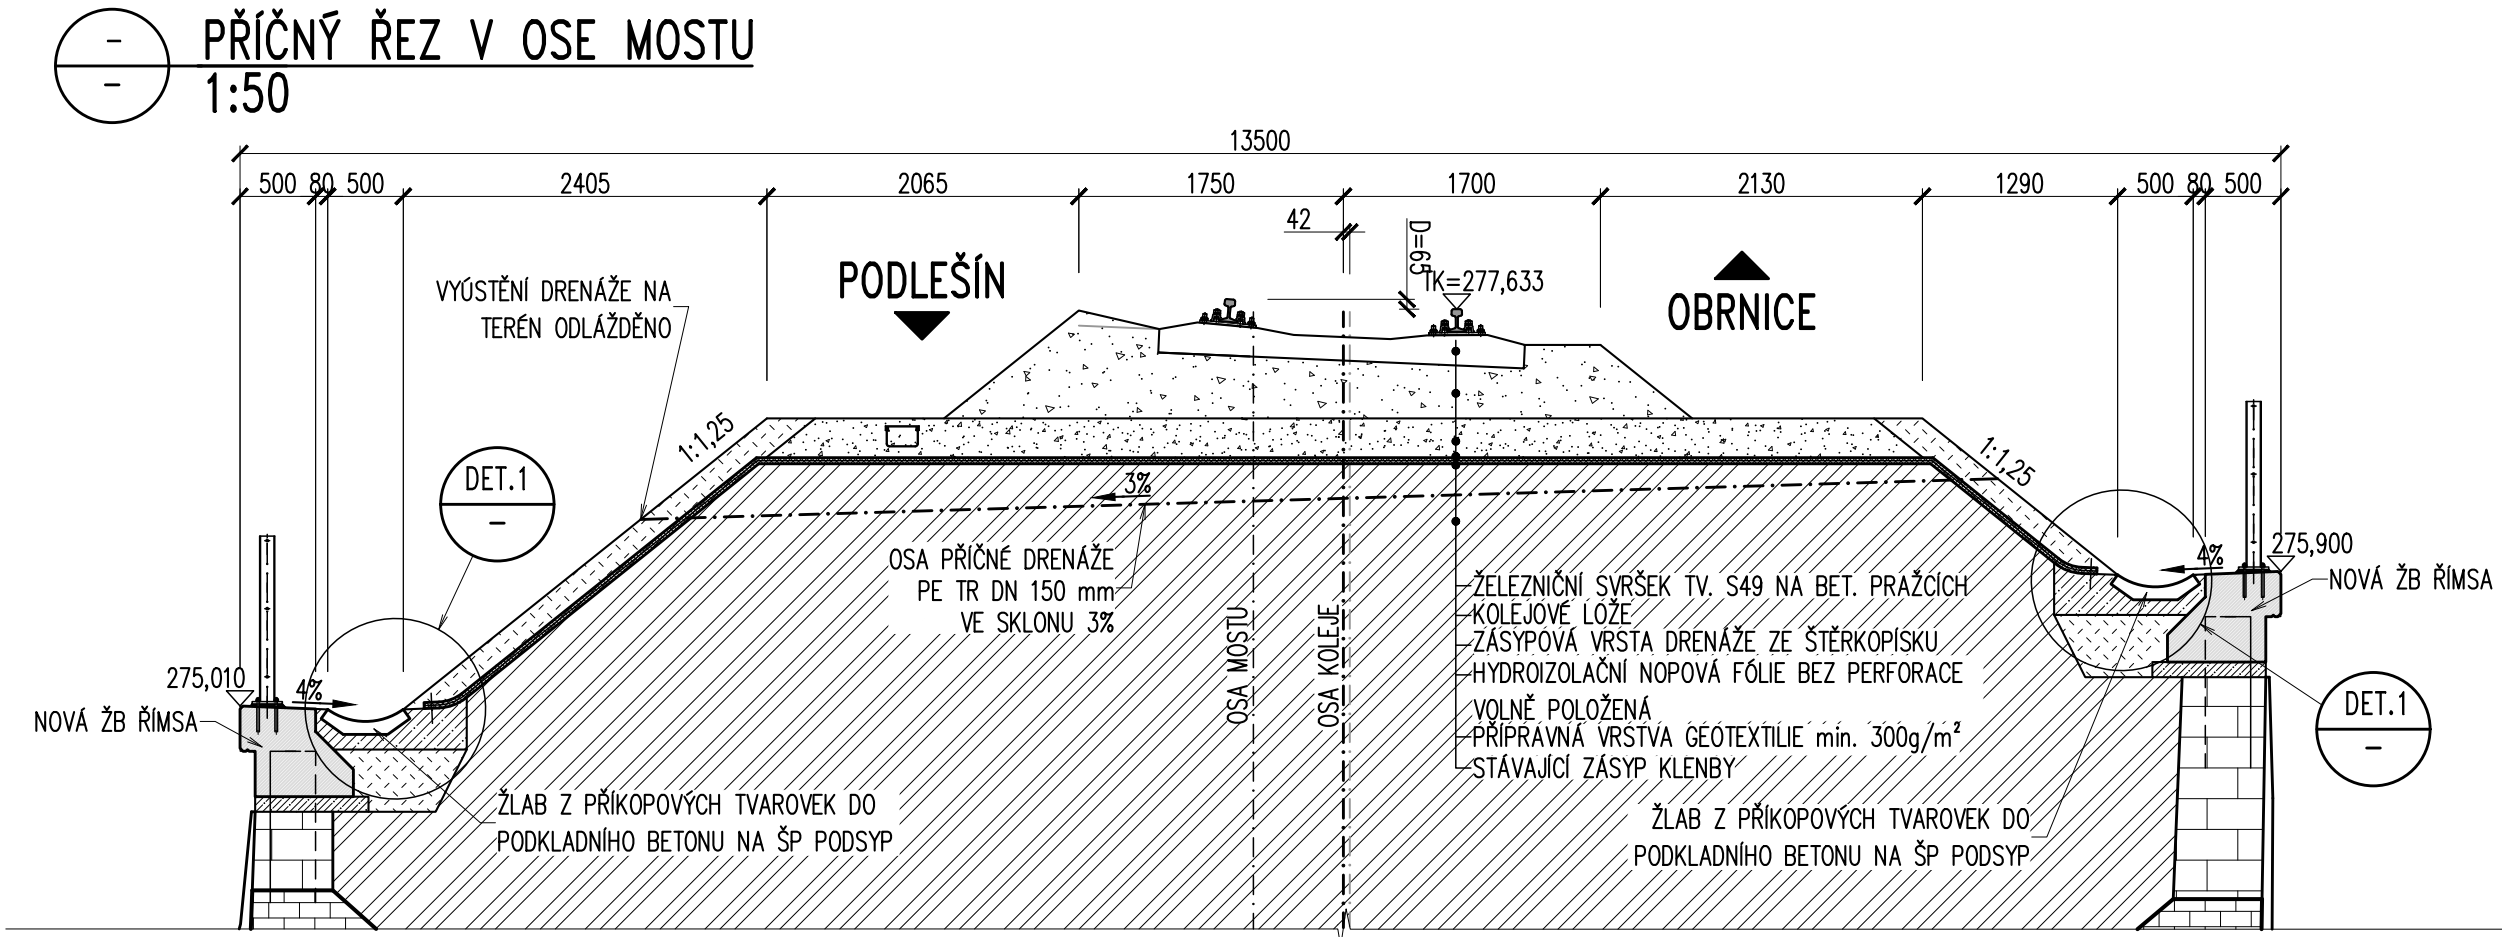 -
-
PŘÍČNÝ ŘEZ V OSE MOSTU
1:50
13500
500 80 500 2405 2065 1750 1700 2130 1290 500 80 500
42
D=65
TK=277,633
PODLEŠÍN
OBRNICE
VYÚSTĚNÍ DRENÁŽE NA
TERÉN ODLÁŽDĚNO
1:1,25
1:1,25
DET.1
-
3%
OSA PŘÍČNÉ DRENÁŽE
PE TR DN 150 mm
VE SKLONU 3%
OSA MOSTU
OSA KOLEJE
ŽELEZNIČNÍ SVRŠEK TV. S49 NA BET. PRAŽCÍCH
KOLEJOVÉ LOŽE
ZÁSYPOVÁ VRSTA DRENÁŽE ZE ŠTĚRKOPÍSKU
HYDROIZOLAČNÍ NOPOVÁ FÓLIE BEZ PERFORACE
VOLNĚ POLOŽENÁ
PŘÍPRAVNÁ VRSTVA GEOTEXTILIE min. 300g/m²
STÁVAJÍCÍ ZÁSYP KLENBY
4%
275,900
NOVÁ ŽB ŘÍMSA
275,010
4%
NOVÁ ŽB ŘÍMSA
DET.1
-
ŽLAB Z PŘÍKOPOVÝCH TVAROVEK DO
PODKLADNÍHO BETONU NA ŠP PODSYP
ŽLAB Z PŘÍKOPOVÝCH TVAROVEK DO
PODKLADNÍHO BETONU NA ŠP PODSYP